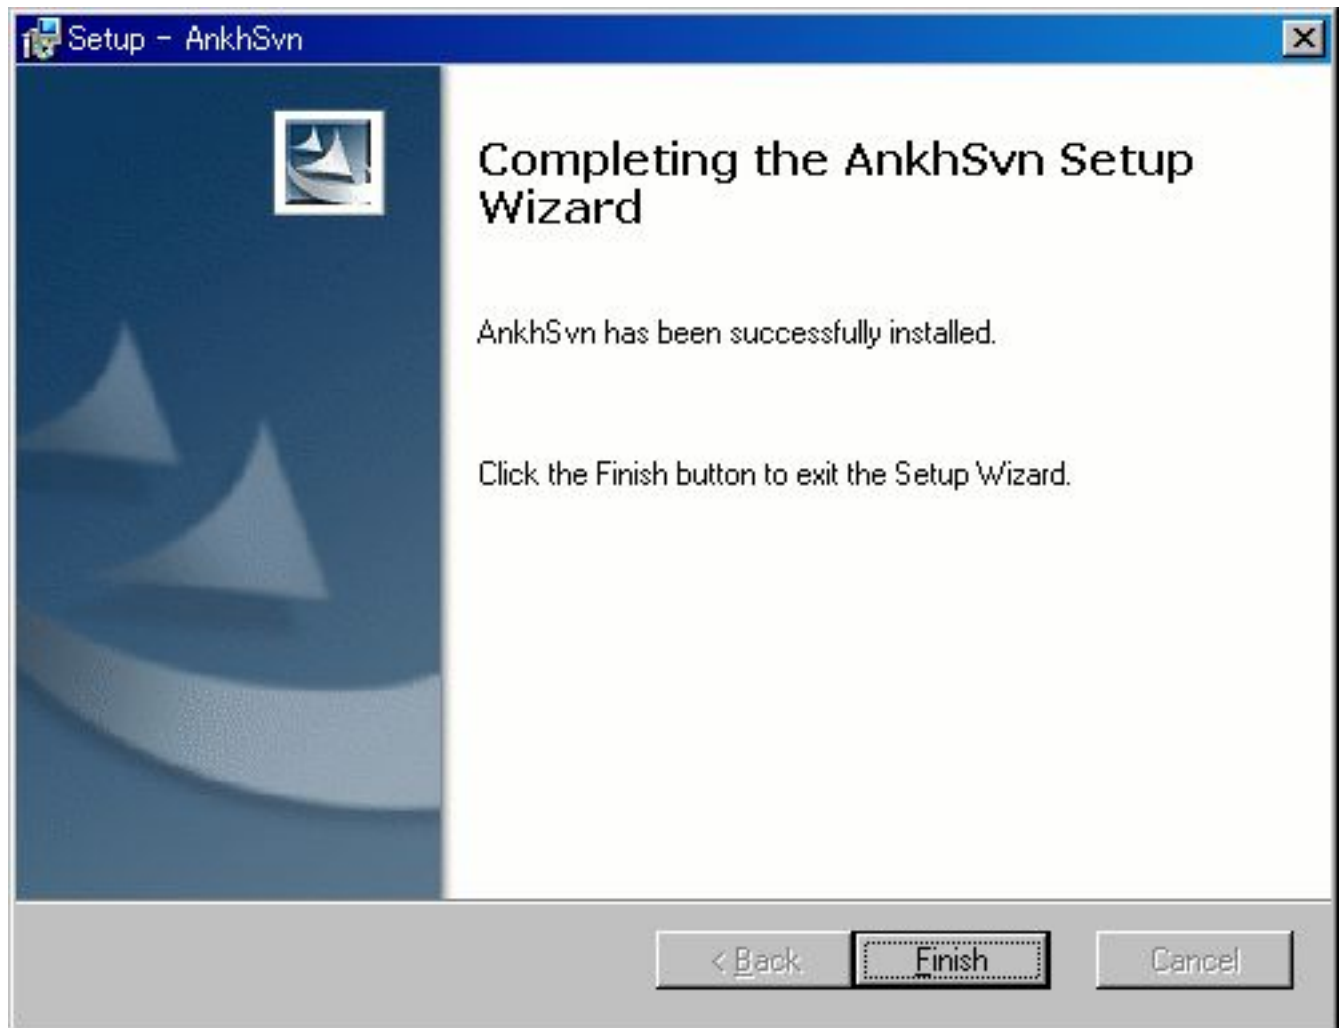 Setup - AnkhSvn
Completing the AnkhSvn Setup
Wizard
AnkhSvn has been successfully installed.
Click the Finish button to exit the Setup Wizard.
< Back
Finish
Cancel